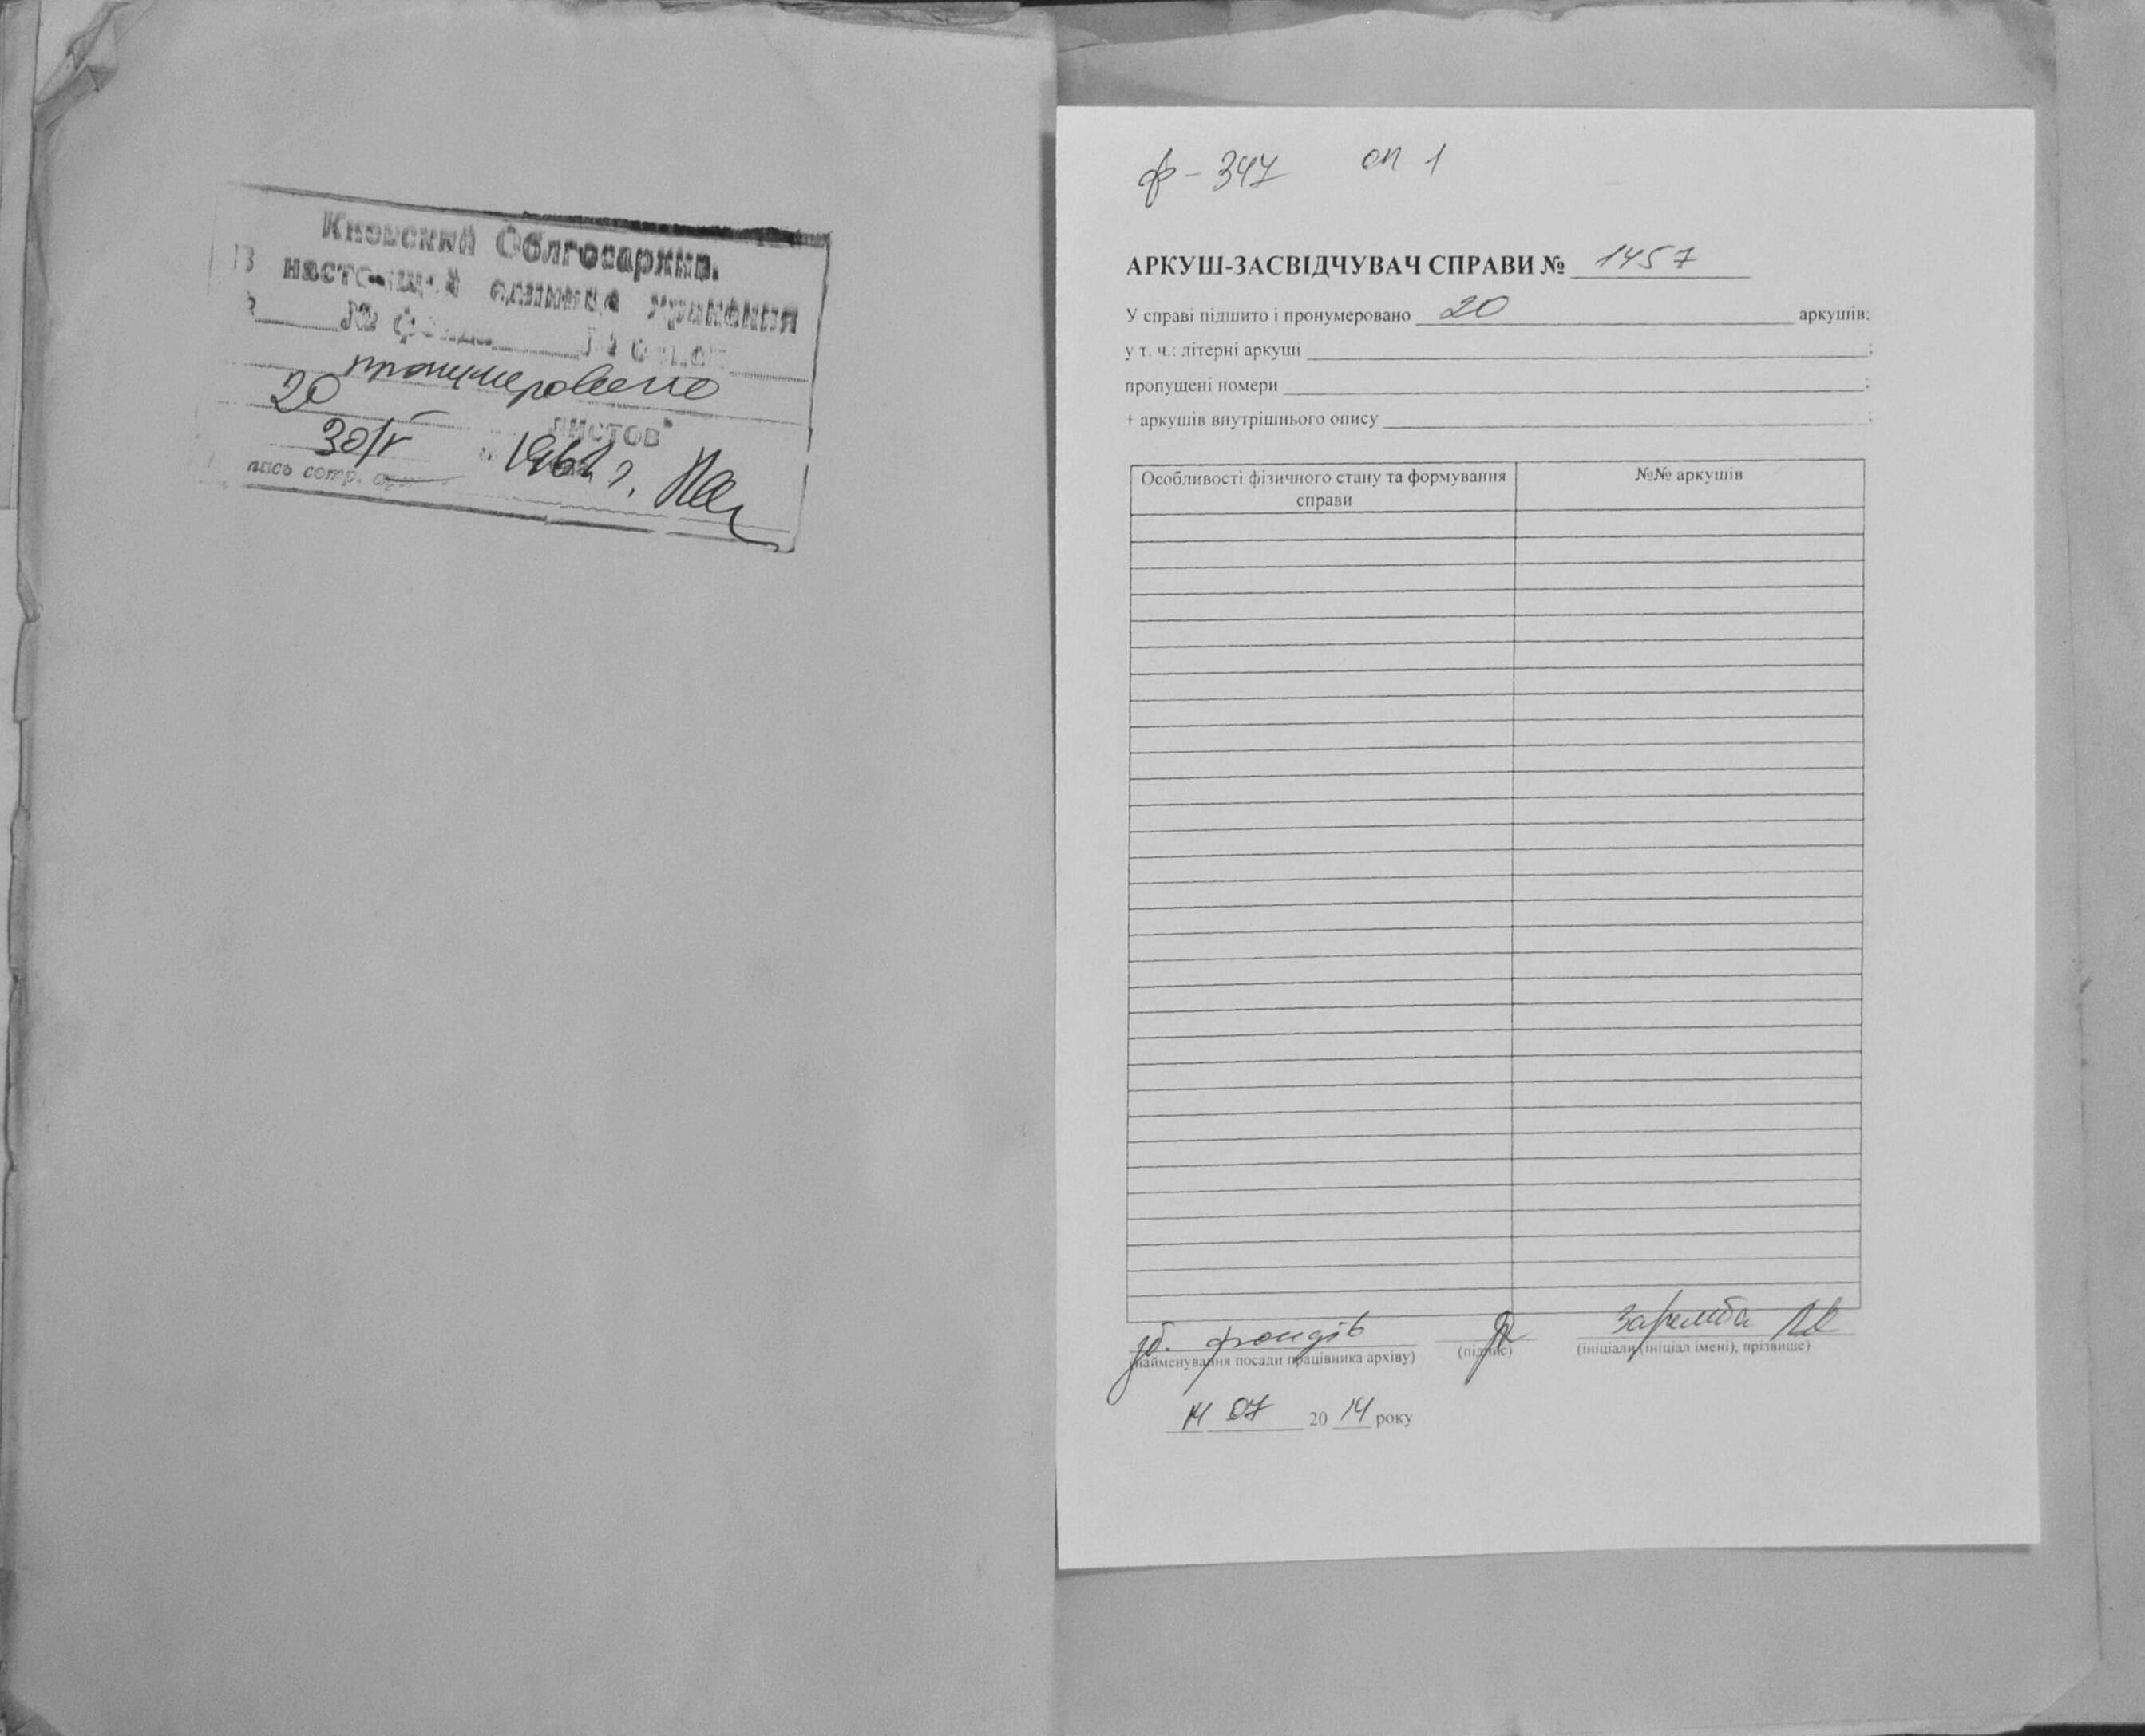 Киевский Облгосархив.
В настоящей единице хранения
№ фонда № опис
пронумеровано
20 листов
30/V 1961 г.
пись сотр.
ф-347 оп 1
АРКУШ-ЗАСВІДЧУВАЧ СПРАВИ № 1457
У справі підшито і пронумеровано 20 аркушів;
у т. ч.: літерні аркуші ;
пропущені номери ;
+ аркушів внутрішнього опису ;
Особливості фізичного стану та формування
справи
№№ аркушів
зб. фондів
(найменування посади працівника архіву)
(підпис)
(ініціали (ініціал імені), прізвище)
14 07 20 14 року